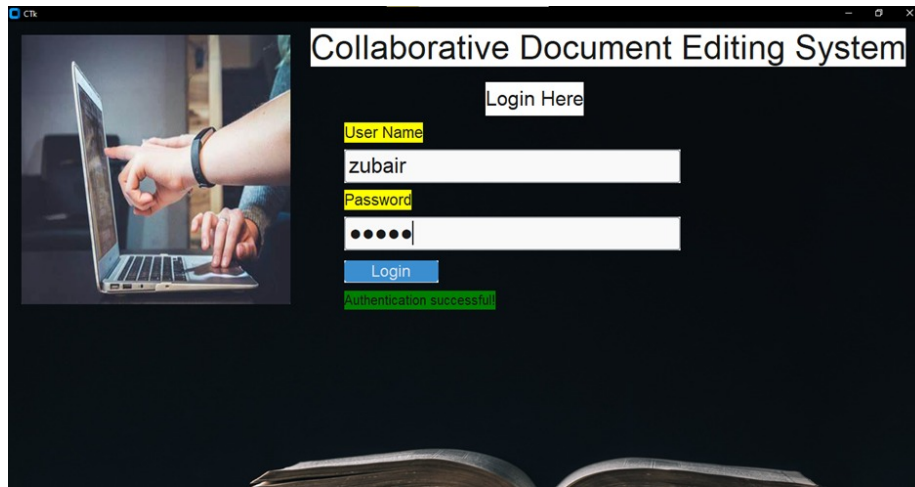 CTk
Collaborative Document Editing System
Login Here
User Name
zubair
Password
●●●●●
Login
Authentication successful!